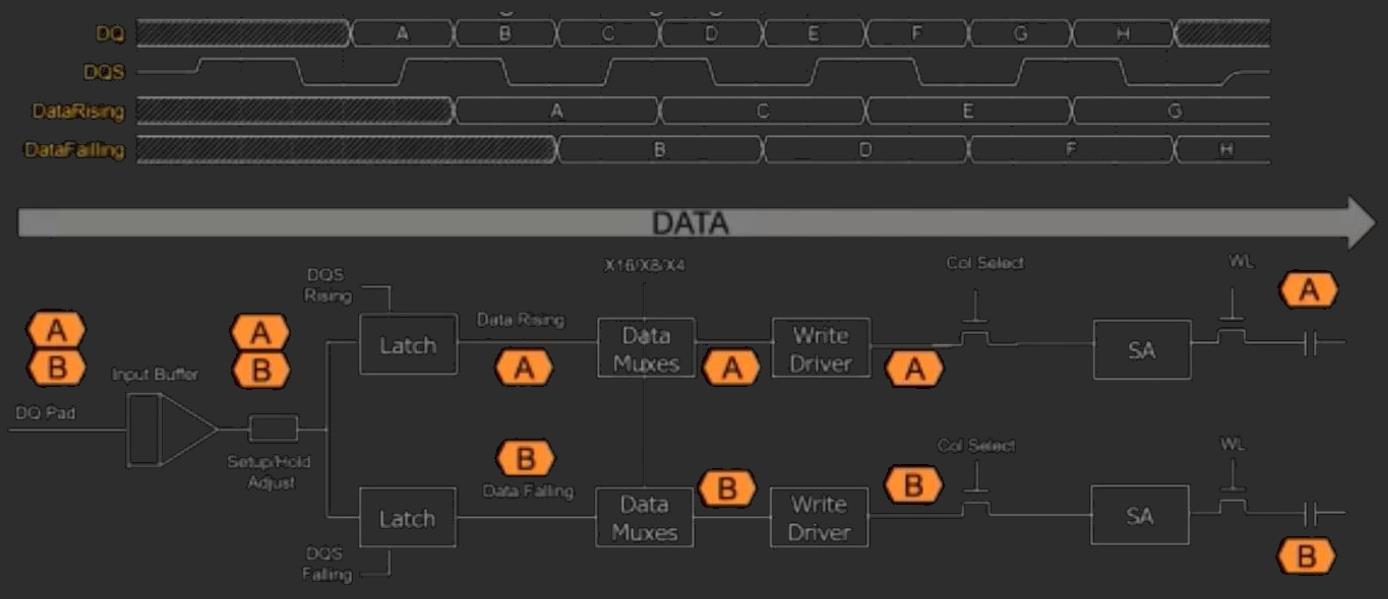 DQ A B C D E F G H
DQS
DataRising A C E G
DataFailling B D F H
DATA
X16/X8/X4
Col Select
WL
DQS
Rising
A
A
B
A
B
Latch
Data Rising
A
Data
Muxes
A
Write
Driver
A
SA
Input Buffer
DQ Pad
Setup/Hold
Adjust
B
Data Falling
Latch
DQS
Falling
Data
Muxes
B
Write
Driver
B
Col Select
SA
WL
B